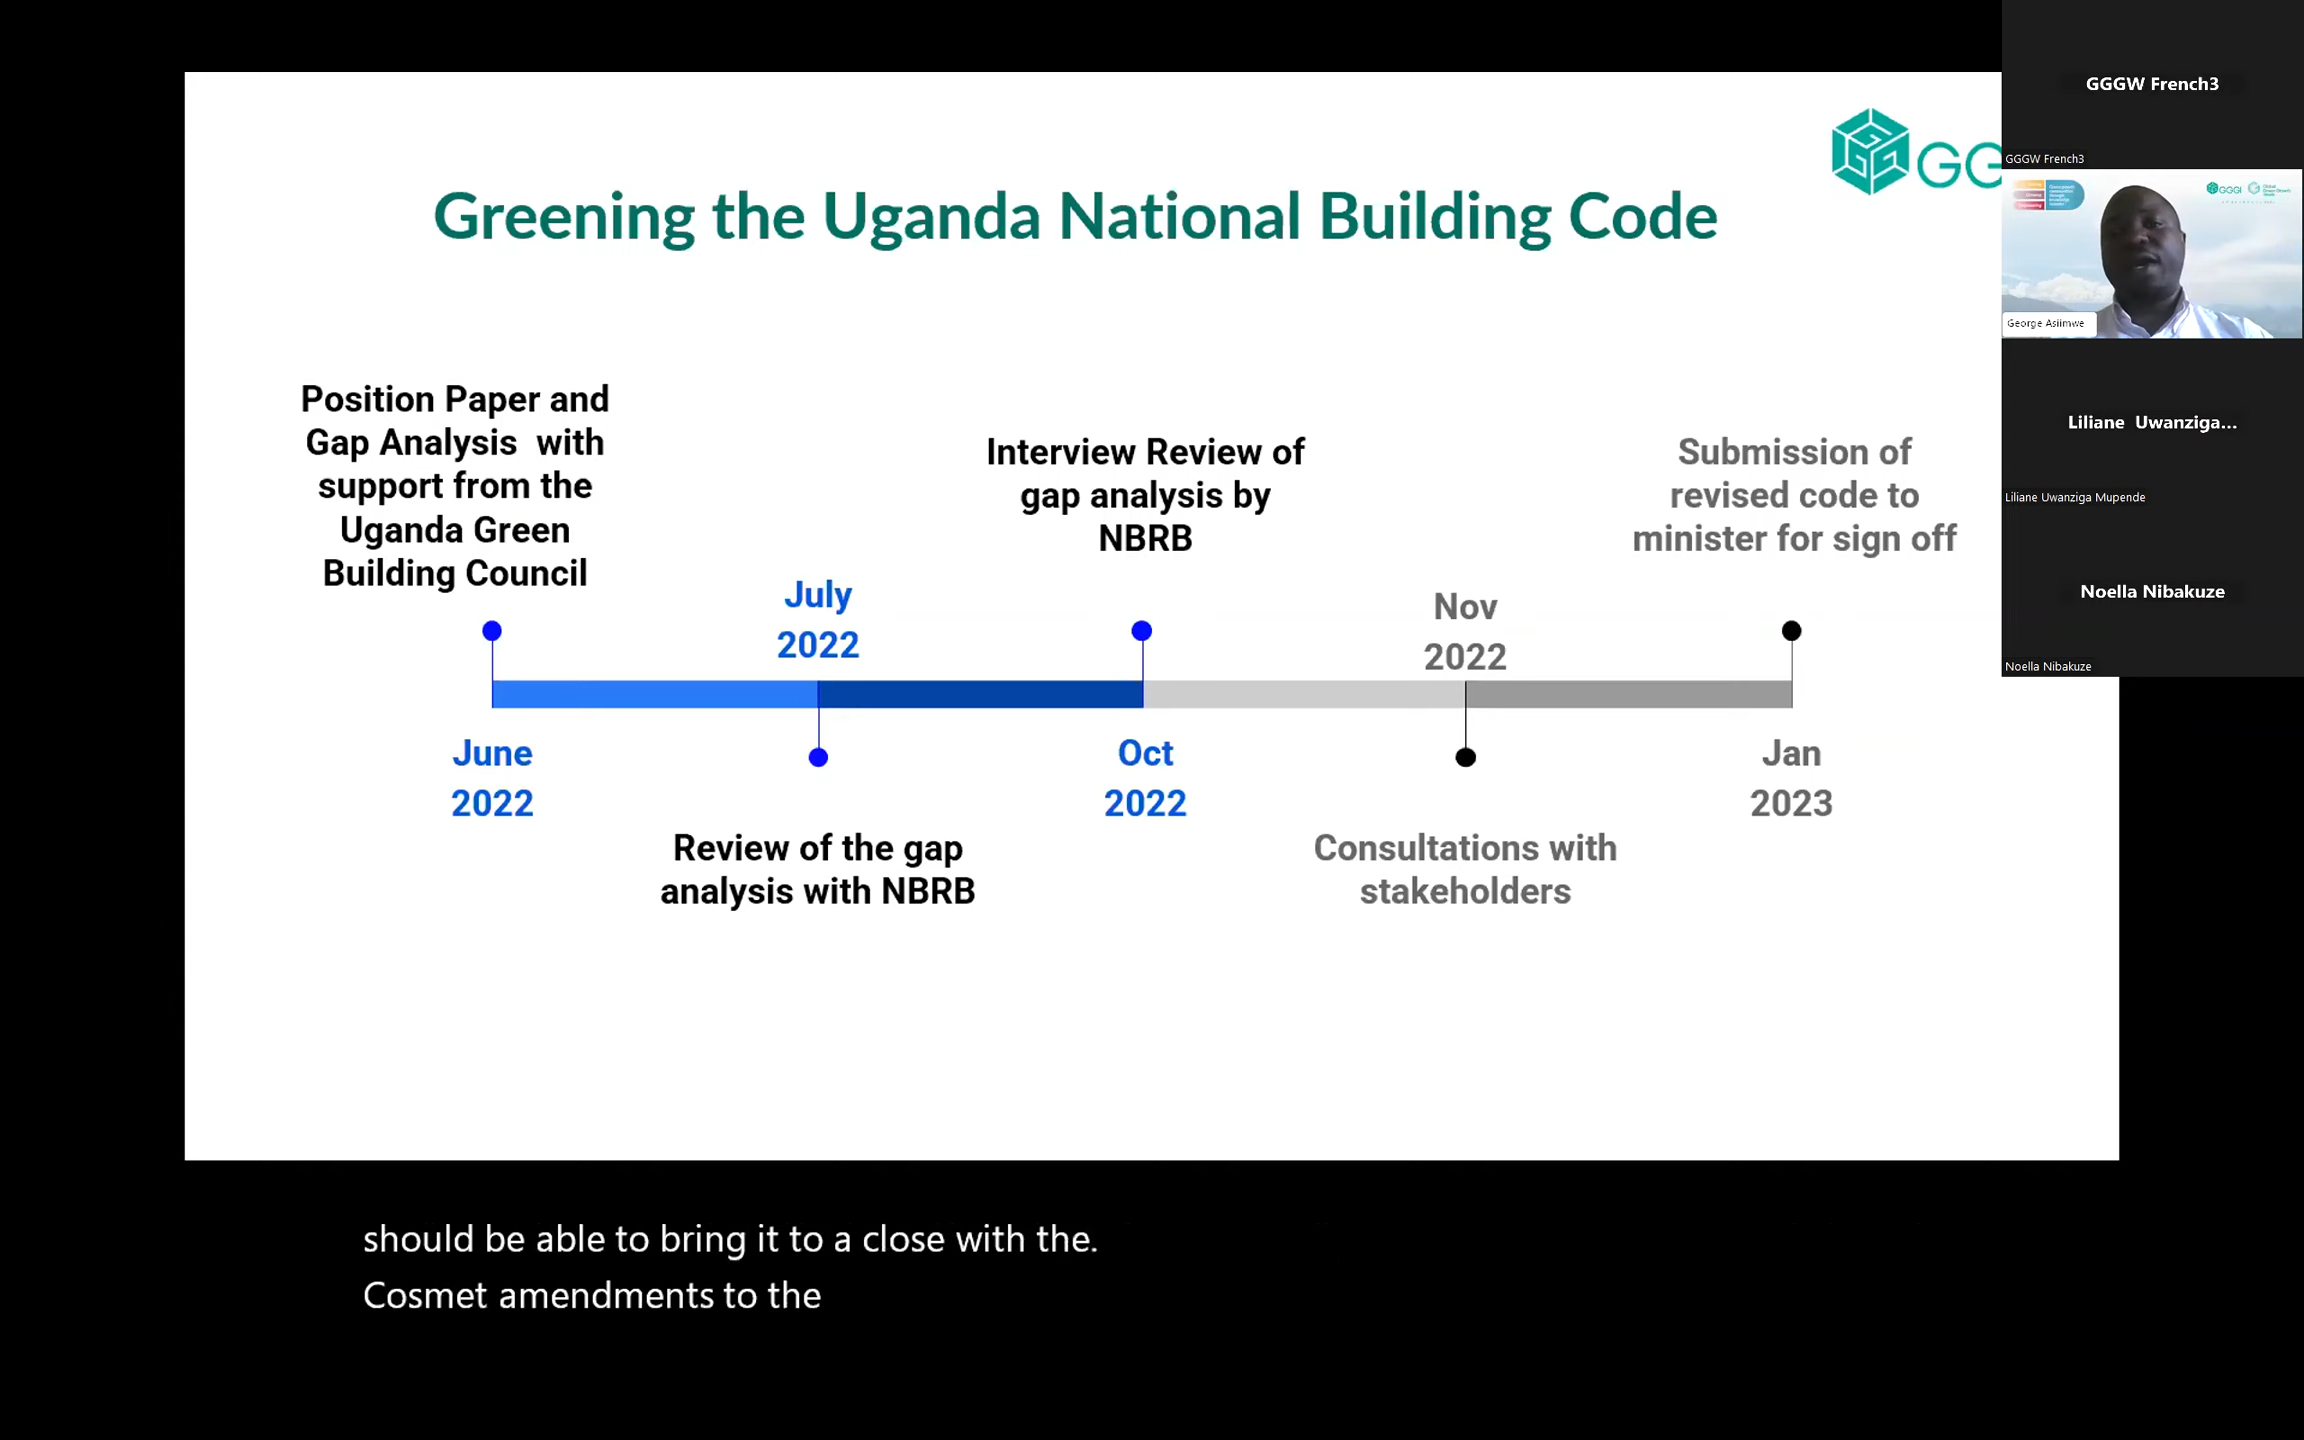 GGGW French3
GGGW French3
GG
Greening the Uganda National Building Code
GGGI
George Asiimwe
Position Paper and
Gap Analysis with
support from the
Uganda Green
Building Council
Interview Review of
gap analysis by
NBRB
Submission of
revised code to
minister for sign off
Liliane Uwanziga...
Liliane Uwanziga Mupende
Noella Nibakuze
Noella Nibakuze
July
2022
Nov
2022
June
2022
Oct
2022
Jan
2023
Review of the gap
analysis with NBRB
Consultations with
stakeholders
should be able to bring it to a close with the.
Cosmet amendments to the